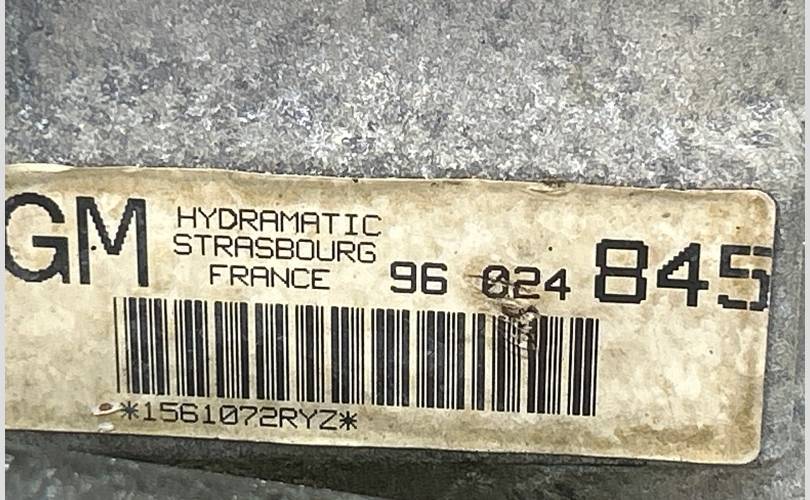 GM HYDRAMATIC
STRASBOURG
FRANCE 96 024 845
*1561072RYZ*